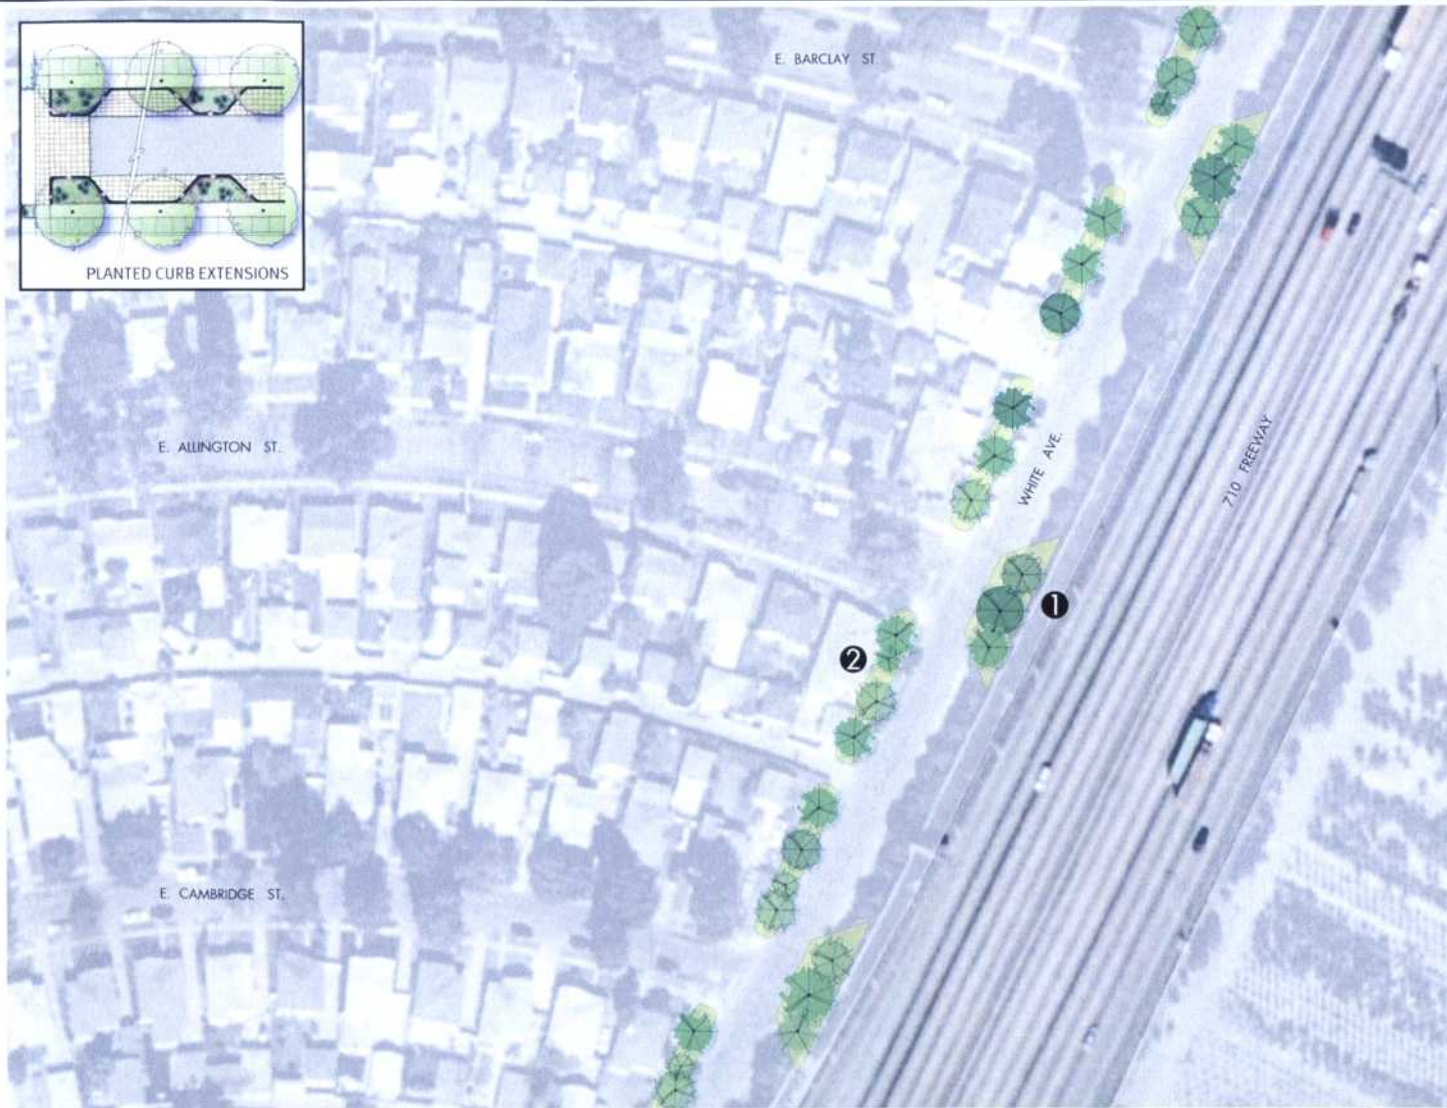 E. BARCLAY ST.
PLANTED CURB EXTENSIONS
E. ALLINGTON ST.
WHITE AVE.
710 FREEWAY
1
2
E. CAMBRIDGE ST.